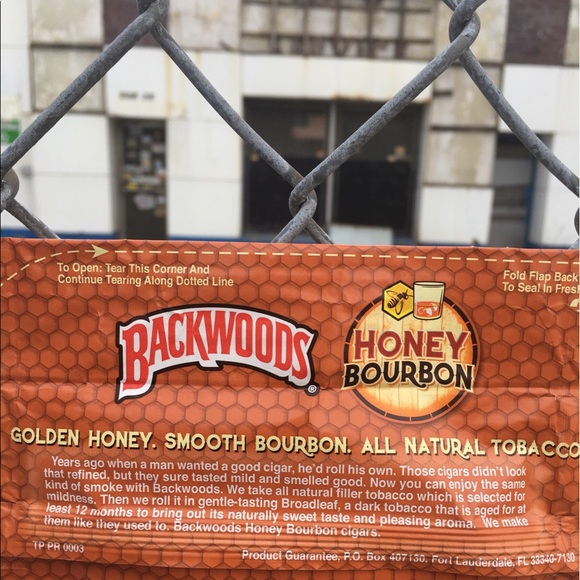 To Open: Tear This Corner And
Continue Tearing Along Dotted Line
Fold Flap Back
To Seal In
BACKWOODS®
HONEY
BOURBON
GOLDEN HONEY. SMOOTH BOURBON. ALL NATURAL TOBACCO
Years ago when a man wanted a good cigar, he'd roll his own. Those cigars didn't look
that refined, but they sure tasted mild and smelled good. Now you can enjoy the same
kind of smoke with Backwoods. We take all natural filler tobacco which is selected for
mildness. Then we roll it in gentle-tasting Broadleaf, a dark tobacco that is aged for at
least 12 months to bring out its naturally sweet taste and pleasing aroma. We make
them like they used to. Backwoods Honey Bourbon cigars.
TP PR 0003
Product Guarantee. P.O. Box 407130, Fort Lauderdale, FL 33340-7130